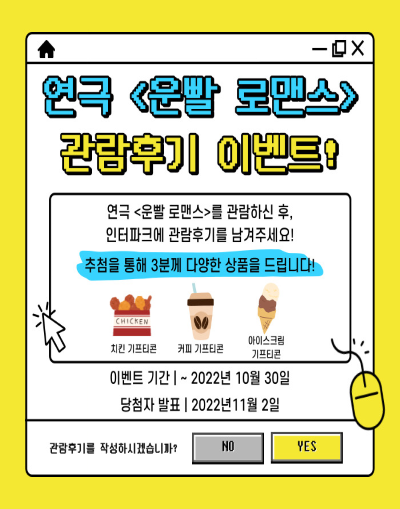 연극 <운빨 로맨스>
관람후기 이벤트!
연극 <운빨 로맨스>를 관람하신 후,
인터파크에 관람후기를 남겨주세요!
추첨을 통해 3분께 다양한 상품을 드립니다!
CHICKEN
치킨 기프티콘
커피 기프티콘
아이스크림
기프티콘
이벤트 기간 | ~ 2022년 10월 30일
당첨자 발표 | 2022년11월 2일
관람후기를 작성하시겠습니까?
NO
YES